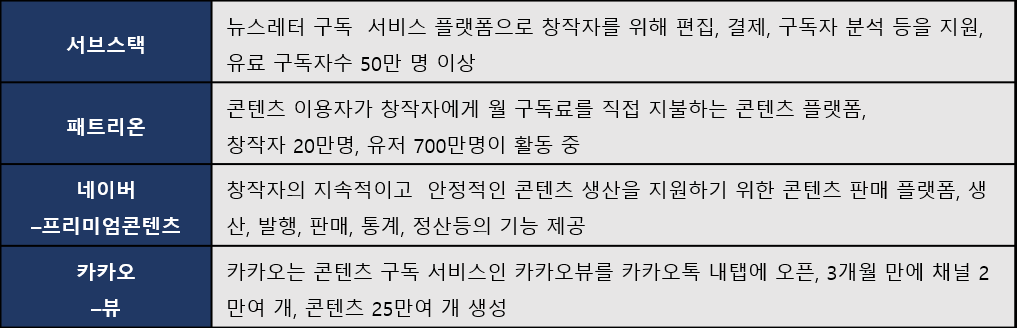 서브스택
뉴스레터 구독  서비스 플랫폼으로 창작자를 위해 편집, 결제, 구독자 분석 등을 지원,
유료 구독자수 50만 명 이상
패트리온
콘텐츠 이용자가 창작자에게 월 구독료를 직접 지불하는 콘텐츠 플랫폼,
창작자 20만명, 유저 700만명이 활동 중
네이버
–프리미엄콘텐츠
창작자의 지속적이고  안정적인 콘텐츠 생산을 지원하기 위한 콘텐츠 판매 플랫폼, 생
산, 발행, 판매, 통계, 정산등의 기능 제공
카카오
–뷰
카카오는 콘텐츠 구독 서비스인 카카오뷰를 카카오톡 내탭에 오픈, 3개월 만에 채널 2
만여 개, 콘텐츠 25만여 개 생성